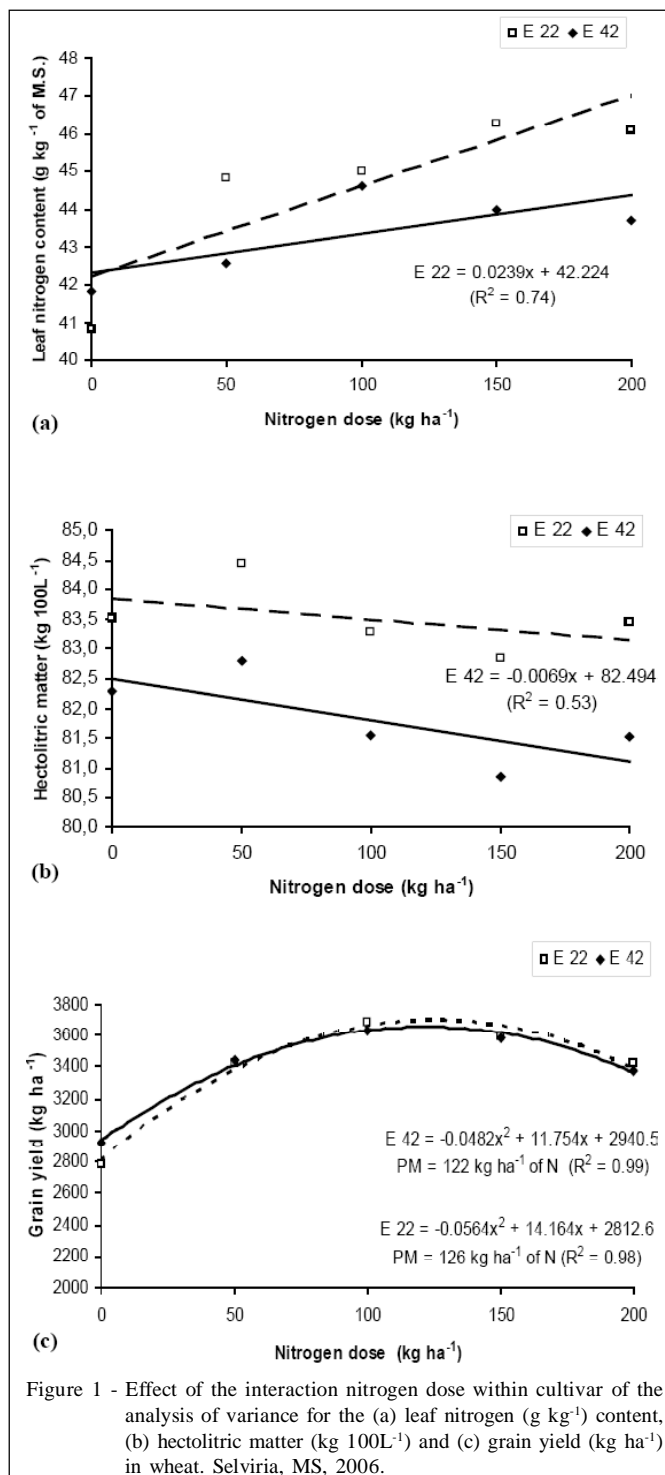 E 22 E 42
48
47
46
45
44
43
42
41
40
Leaf nitrogen content (g kg⁻¹ of M.S.)
E 22 = 0.0239x + 42.224
(R² = 0.74)
0 50 100 150 200
Nitrogen dose (kg ha⁻¹)
(a)
E 22 E 42
85,0
84,5
84,0
83,5
83,0
82,5
82,0
81,5
81,0
80,5
80,0
Hectolitric matter (kg 100L⁻¹)
E 42 = -0.0069x + 82.494
(R² = 0.53)
0 50 100 150 200
Nitrogen dose (kg ha⁻¹)
(b)
E 22 E 42
3800
3600
3400
3200
3000
2800
2600
2400
2200
2000
Grain yield (kg ha⁻¹)
E 42 = -0.0482x² + 11.754x + 2940.5
PM = 122 kg ha⁻¹ of N (R² = 0.99)
E 22 = -0.0564x² + 14.164x + 2812.6
PM = 126 kg ha⁻¹ of N (R² = 0.98)
0 50 100 150 200
Nitrogen dose (kg ha⁻¹)
(c)
Figure 1 - Effect of the interaction nitrogen dose within cultivar of the
analysis of variance for the (a) leaf nitrogen (g kg⁻¹) content,
(b) hectolitric matter (kg 100L⁻¹) and (c) grain yield (kg ha⁻¹)
in wheat. Selviria, MS, 2006.